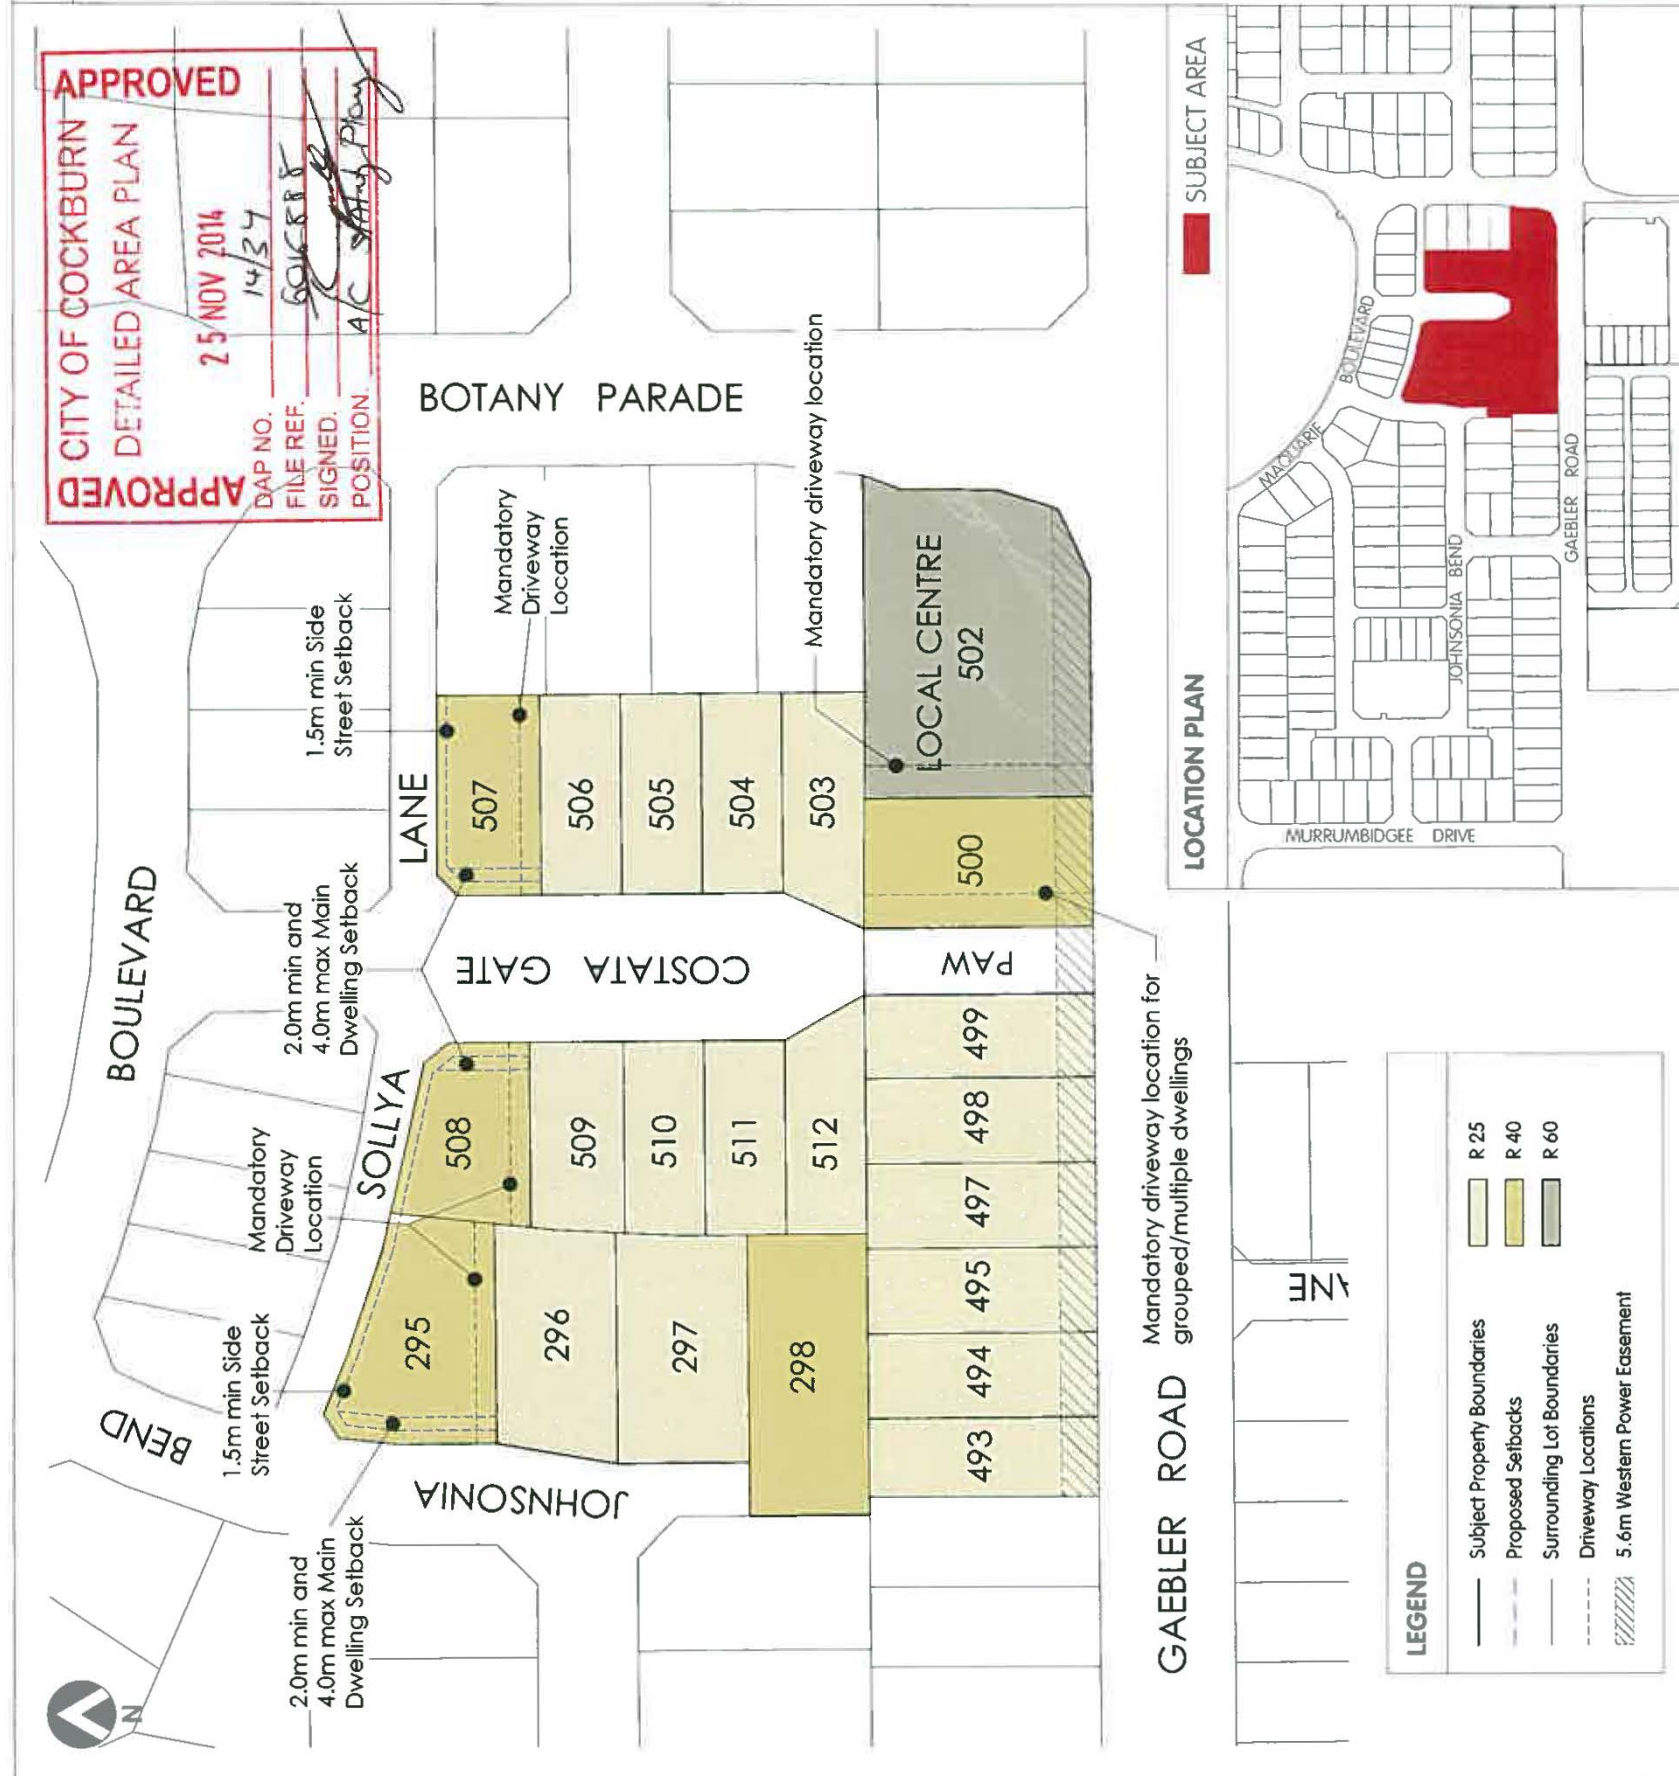 APPROVED
CITY OF COCKBURN
DETAILED AREA PLAN
APPROVED
25 NOV 2014
DAP NO. 14/34
FILE REF.
SIGNED.
POSITION. A/C
BOULEVARD
BOTANY PARADE
LANE
SOLLYA
BEND
JOHNSONIA
COSTATA GATE
PAW
GAEBLER ROAD
1.5m min Side
Street Setback
Mandatory
Driveway
Location
Mandatory driveway location
2.0m min and
4.0m max Main
Dwelling Setback
Mandatory
Driveway
Location
1.5m min Side
Street Setback
2.0m min and
4.0m max Main
Dwelling Setback
295
296
297
298
508
509
510
511
512
507
506
505
504
503
493
494
495
497
498
499
500
LOCAL CENTRE
502
Mandatory driveway location for
grouped/multiple dwellings
N
LEGEND
Subject Property Boundaries
Proposed Setbacks
Surrounding Lot Boundaries
Driveway Locations
5.6m Western Power Easement
R 25
R 40
R 60
LOCATION PLAN
SUBJECT AREA
MACQUARIE
BOULEVARD
JOHNSONIA BEND
GAEBLER ROAD
MURRUMBIDGEE DRIVE